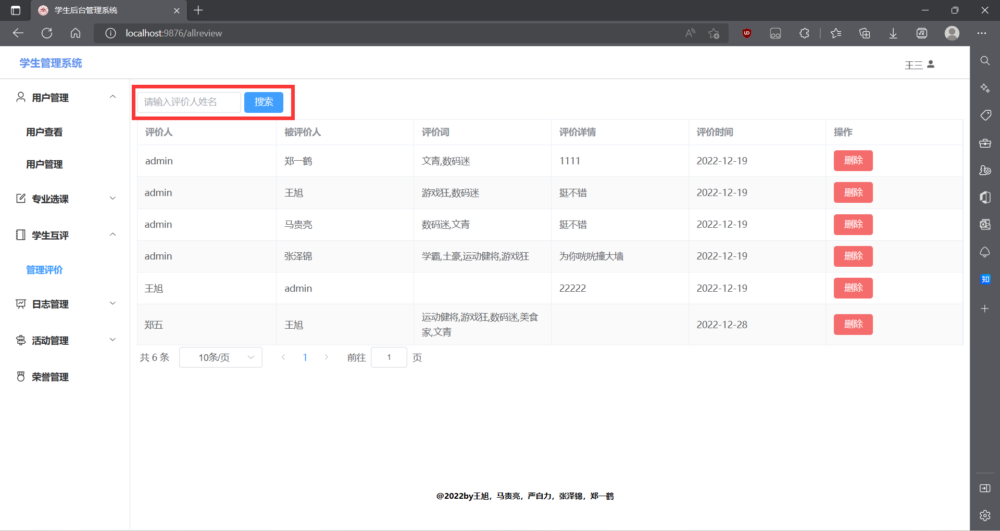 学生后台管理系统
localhost:9876/allreview
学生管理系统
王三
用户管理
用户查看
用户管理
专业选课
学生互评
管理评价
日志管理
活动管理
荣誉管理
请输入评价人姓名 搜索
评价人 被评价人 评价词 评价详情 评价时间 操作
admin 郑一鹤 文青,数码迷 1111 2022-12-19 删除
admin 王旭 游戏狂,数码迷 挺不错 2022-12-19 删除
admin 马贵亮 数码迷,文青 挺不错 2022-12-19 删除
admin 张泽锦 学霸,土豪,运动健将,游戏狂 为你咣咣撞大墙 2022-12-19 删除
王旭 admin 22222 2022-12-19 删除
郑五 王旭 运动健将,游戏狂,数码迷,美食
家,文青 2022-12-28 删除
共 6 条 10条/页 1 前往 1 页
@2022by王旭，马贵亮，严自力，张泽锦，郑一鹤
知